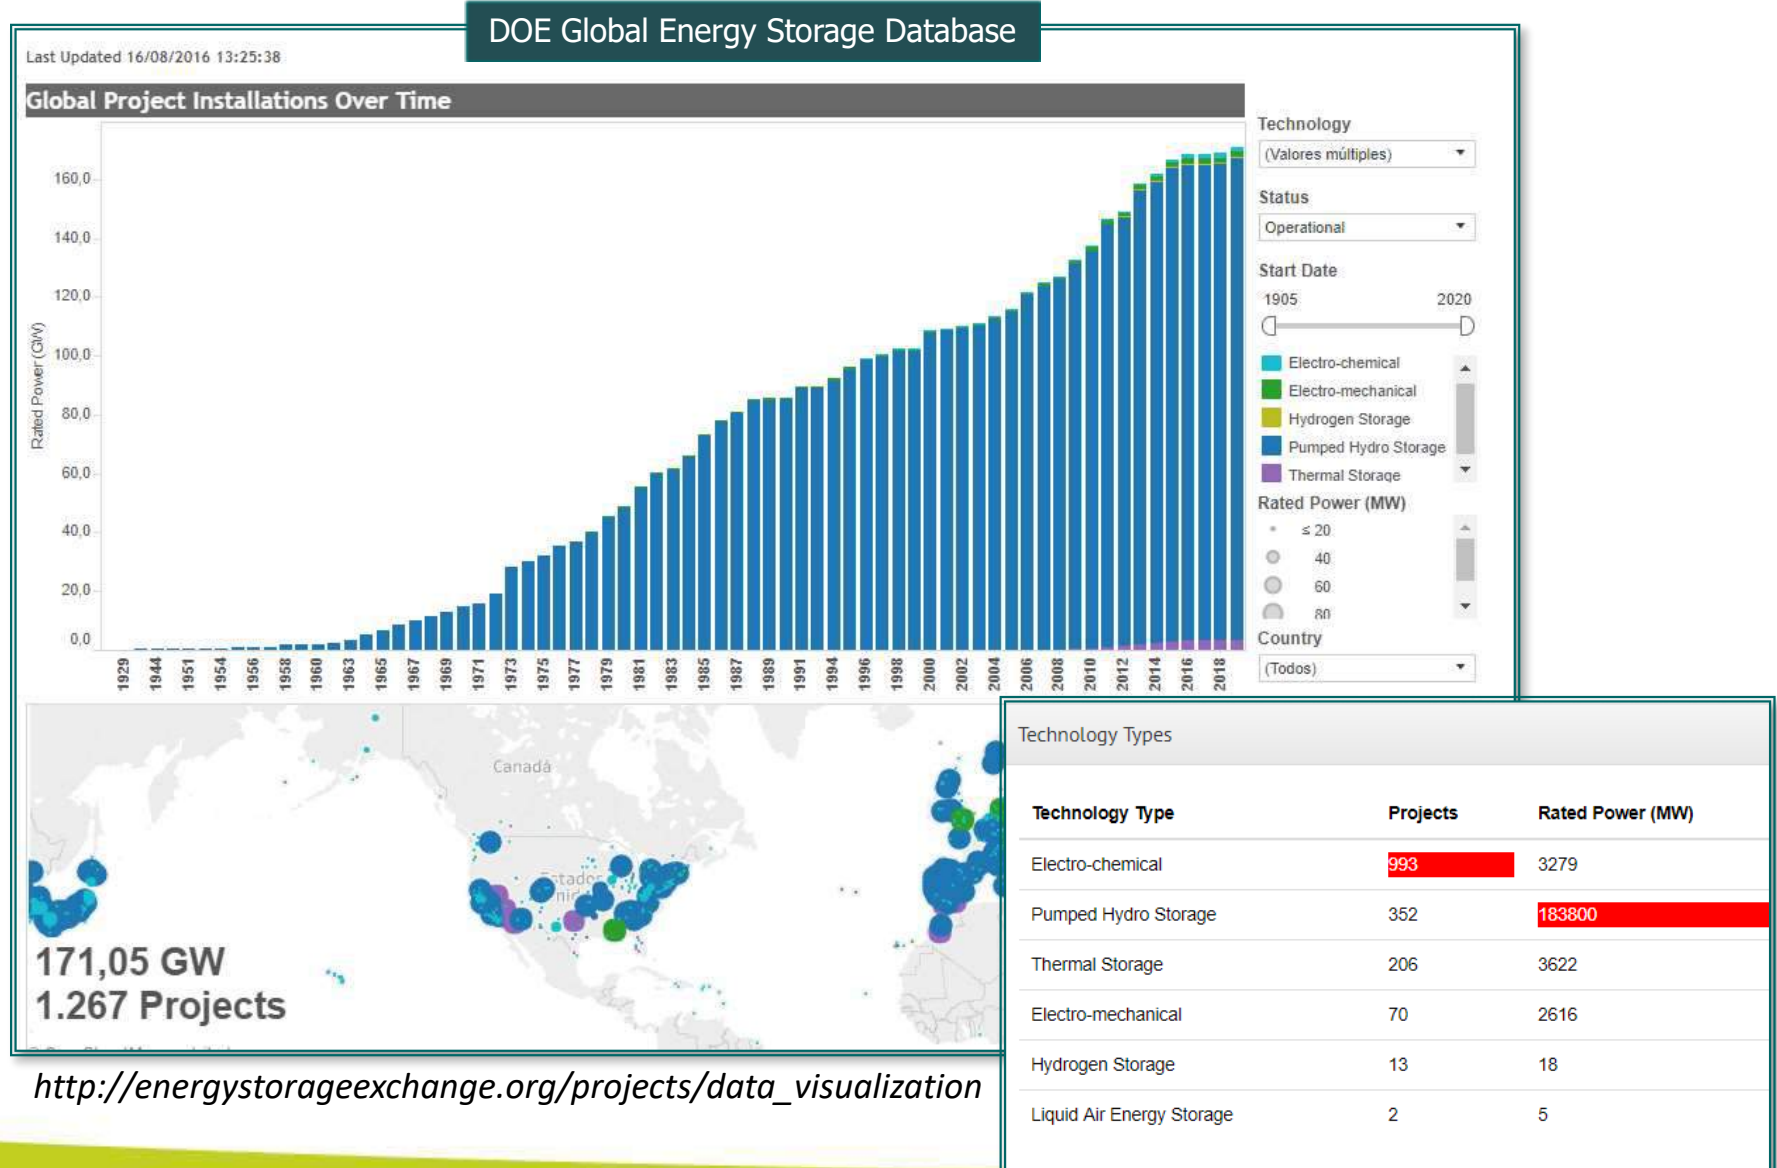 DOE Global Energy Storage Database
Last Updated 16/08/2016 13:25:38
Global Project Installations Over Time
Rated Power (GW)
160,0
140,0
120,0
100,0
80,0
60,0
40,0
20,0
0,0
1929 1944 1951 1954 1956 1958 1960 1963 1965 1967 1969 1971 1973 1975 1977 1979 1981 1983 1985 1987 1989 1991 1994 1996 1998 2000 2002 2004 2006 2008 2010 2012 2014 2016 2018
Technology
(Valores múltiples)
Status
Operational
Start Date
1905 2020
Electro-chemical
Electro-mechanical
Hydrogen Storage
Pumped Hydro Storage
Thermal Storage
Rated Power (MW)
≤ 20
40
60
80
Country
(Todos)
Canadá
171,05 GW
1.267 Projects
Technology Types
Technology Type Projects Rated Power (MW)
Electro-chemical 993 3279
Pumped Hydro Storage 352 183800
Thermal Storage 206 3622
Electro-mechanical 70 2616
Hydrogen Storage 13 18
Liquid Air Energy Storage 2 5
http://energystorageexchange.org/projects/data_visualization